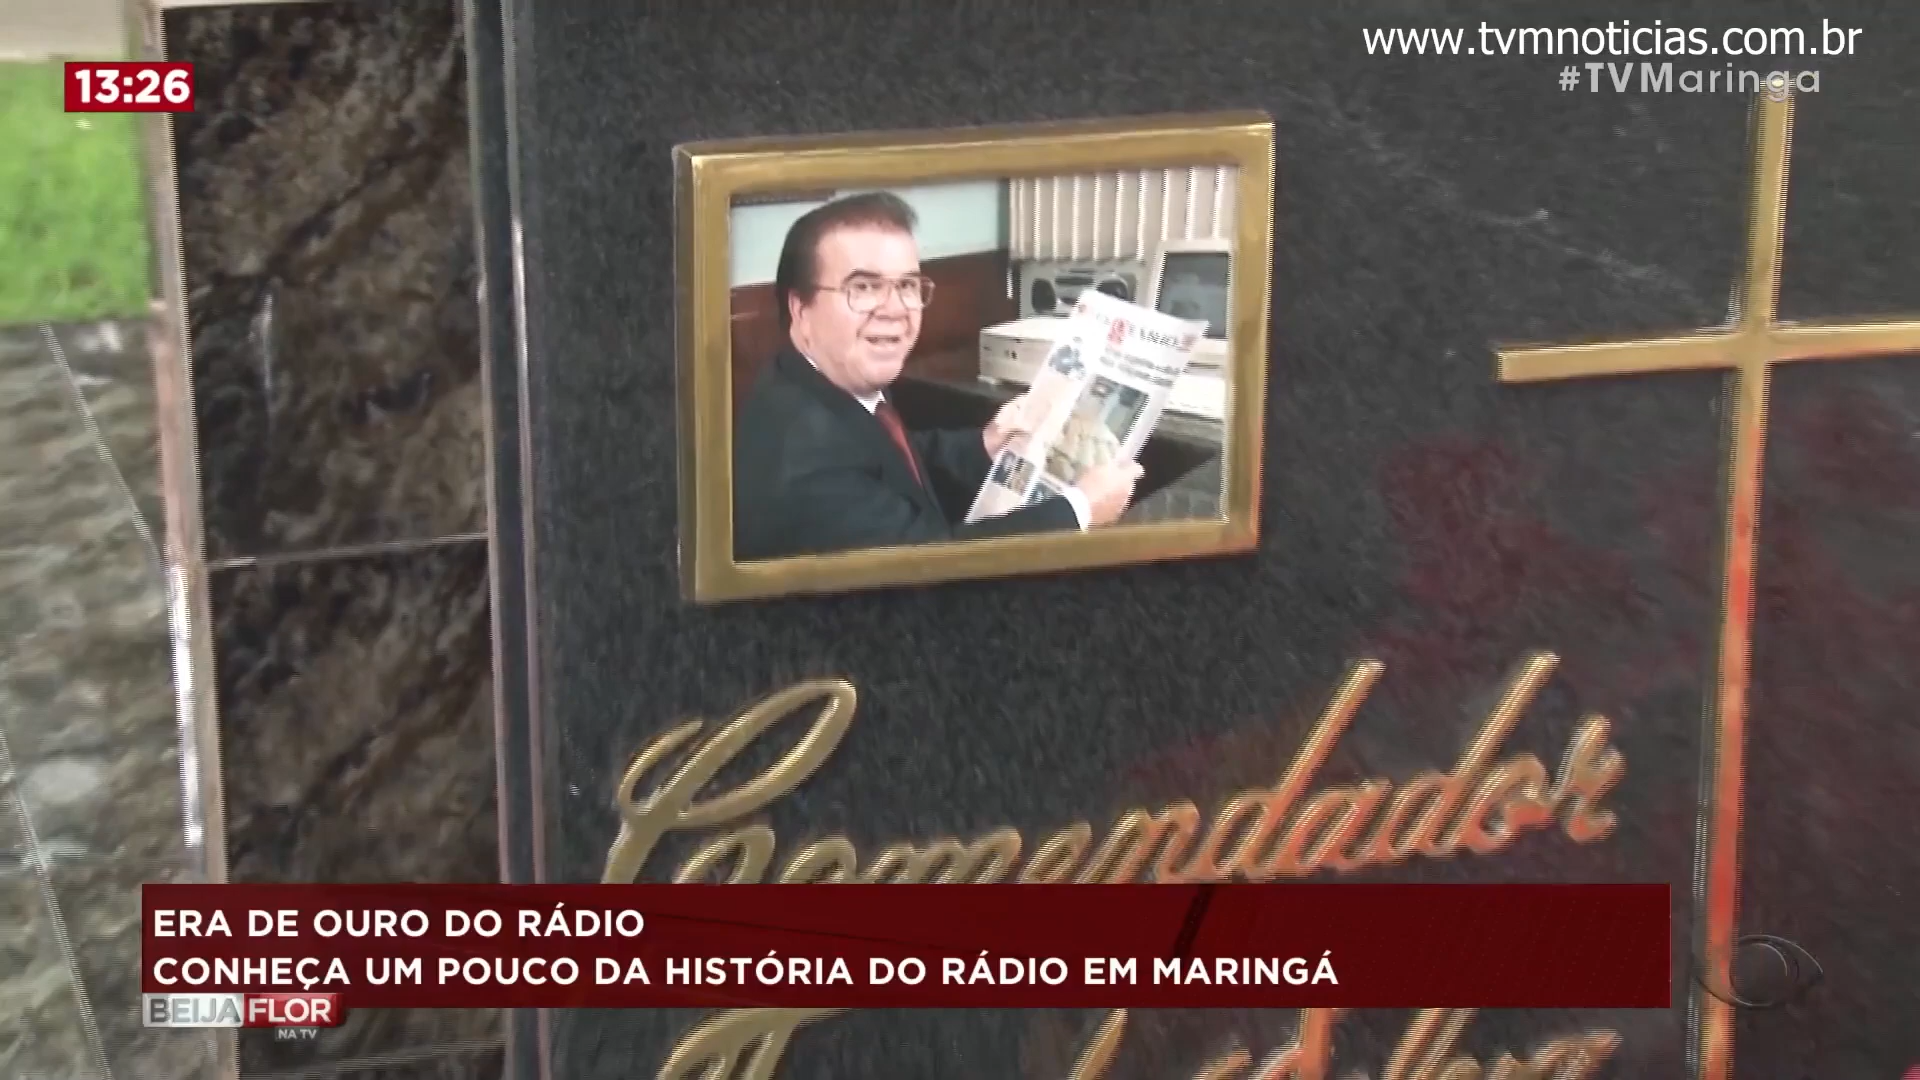 www.tvmnoticias.com.br
#TVMaringa
13:26
Comendador
ERA DE OURO DO RÁDIO
CONHEÇA UM POUCO DA HISTÓRIA DO RÁDIO EM MARINGÁ
BEIJA FLOR
NA TV